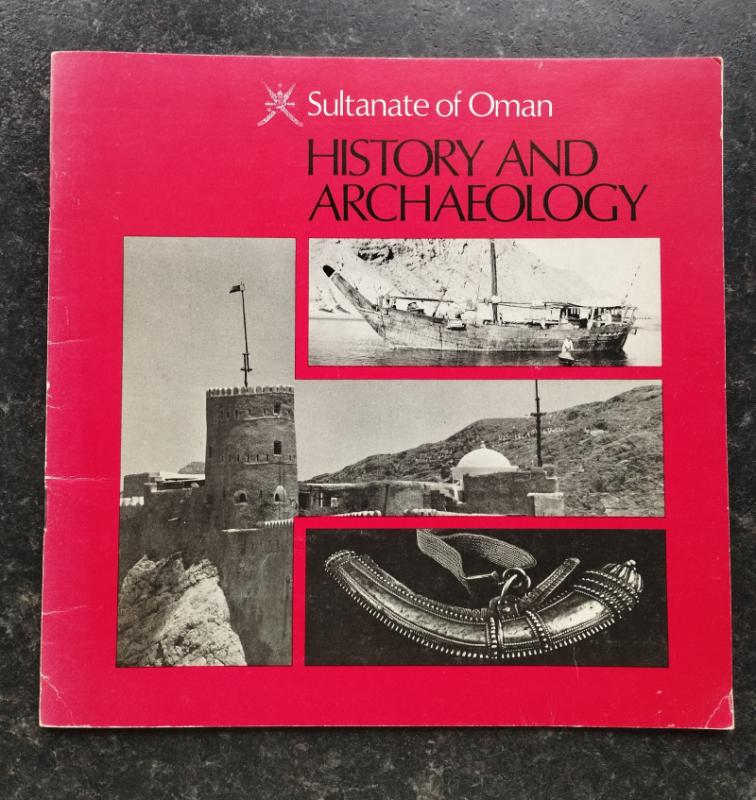 Sultanate of Oman
HISTORY AND
ARCHAEOLOGY